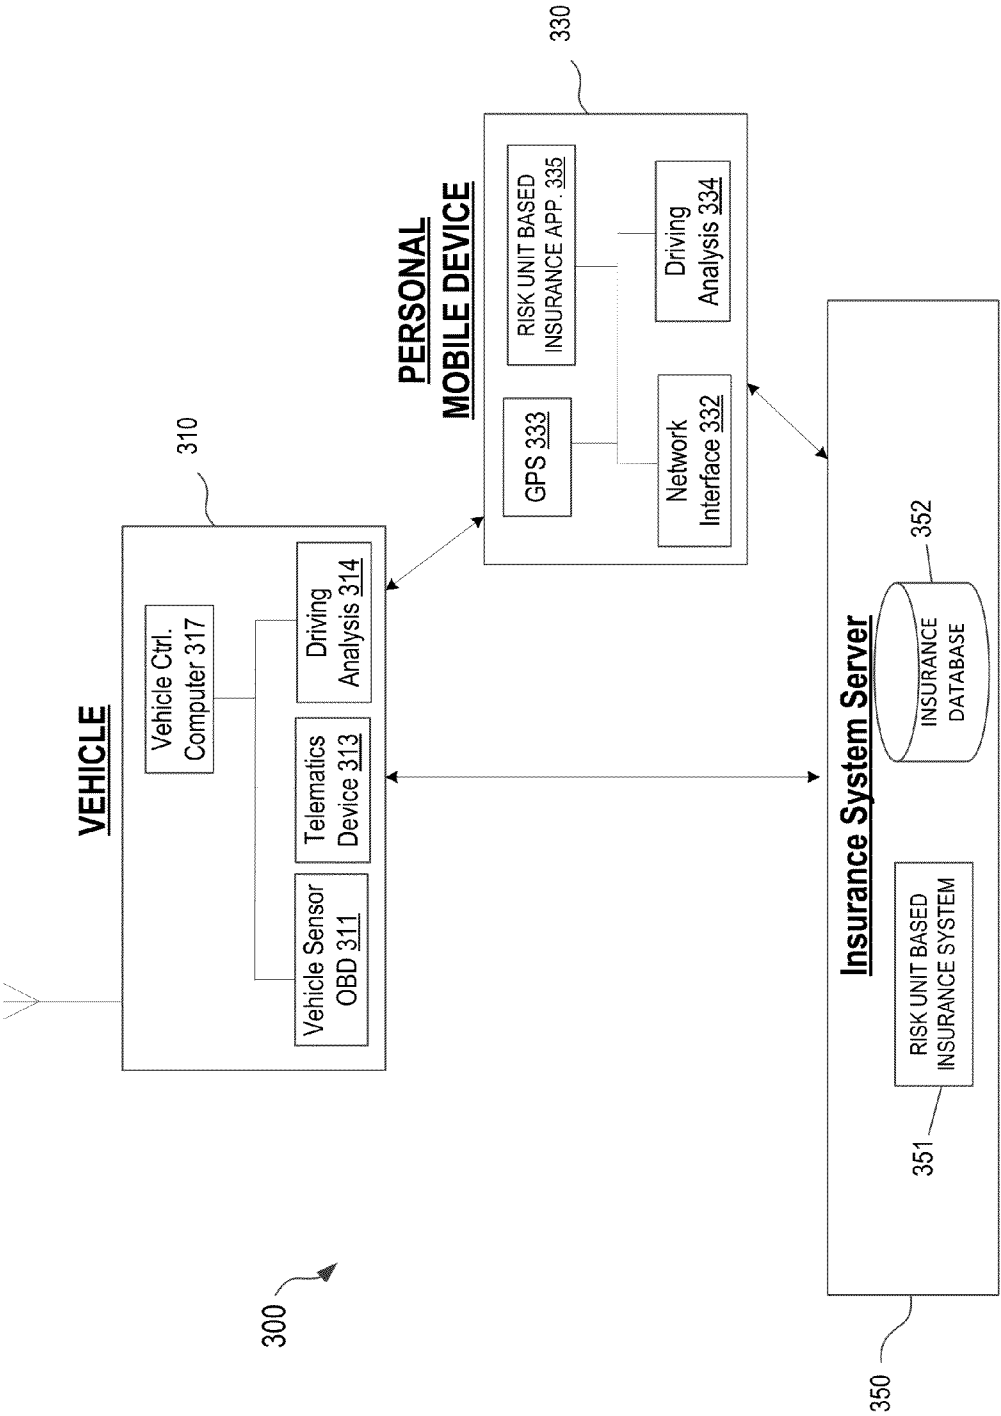 300
VEHICLE
310
Vehicle Ctrl.
Computer 317
Vehicle Sensor
OBD 311
Telematics
Device 313
Driving
Analysis 314
PERSONAL
MOBILE DEVICE
330
GPS 333
RISK UNIT BASED
INSURANCE APP. 335
Network
Interface 332
Driving
Analysis 334
Insurance System Server
350
351
RISK UNIT BASED
INSURANCE SYSTEM
INSURANCE
DATABASE
352